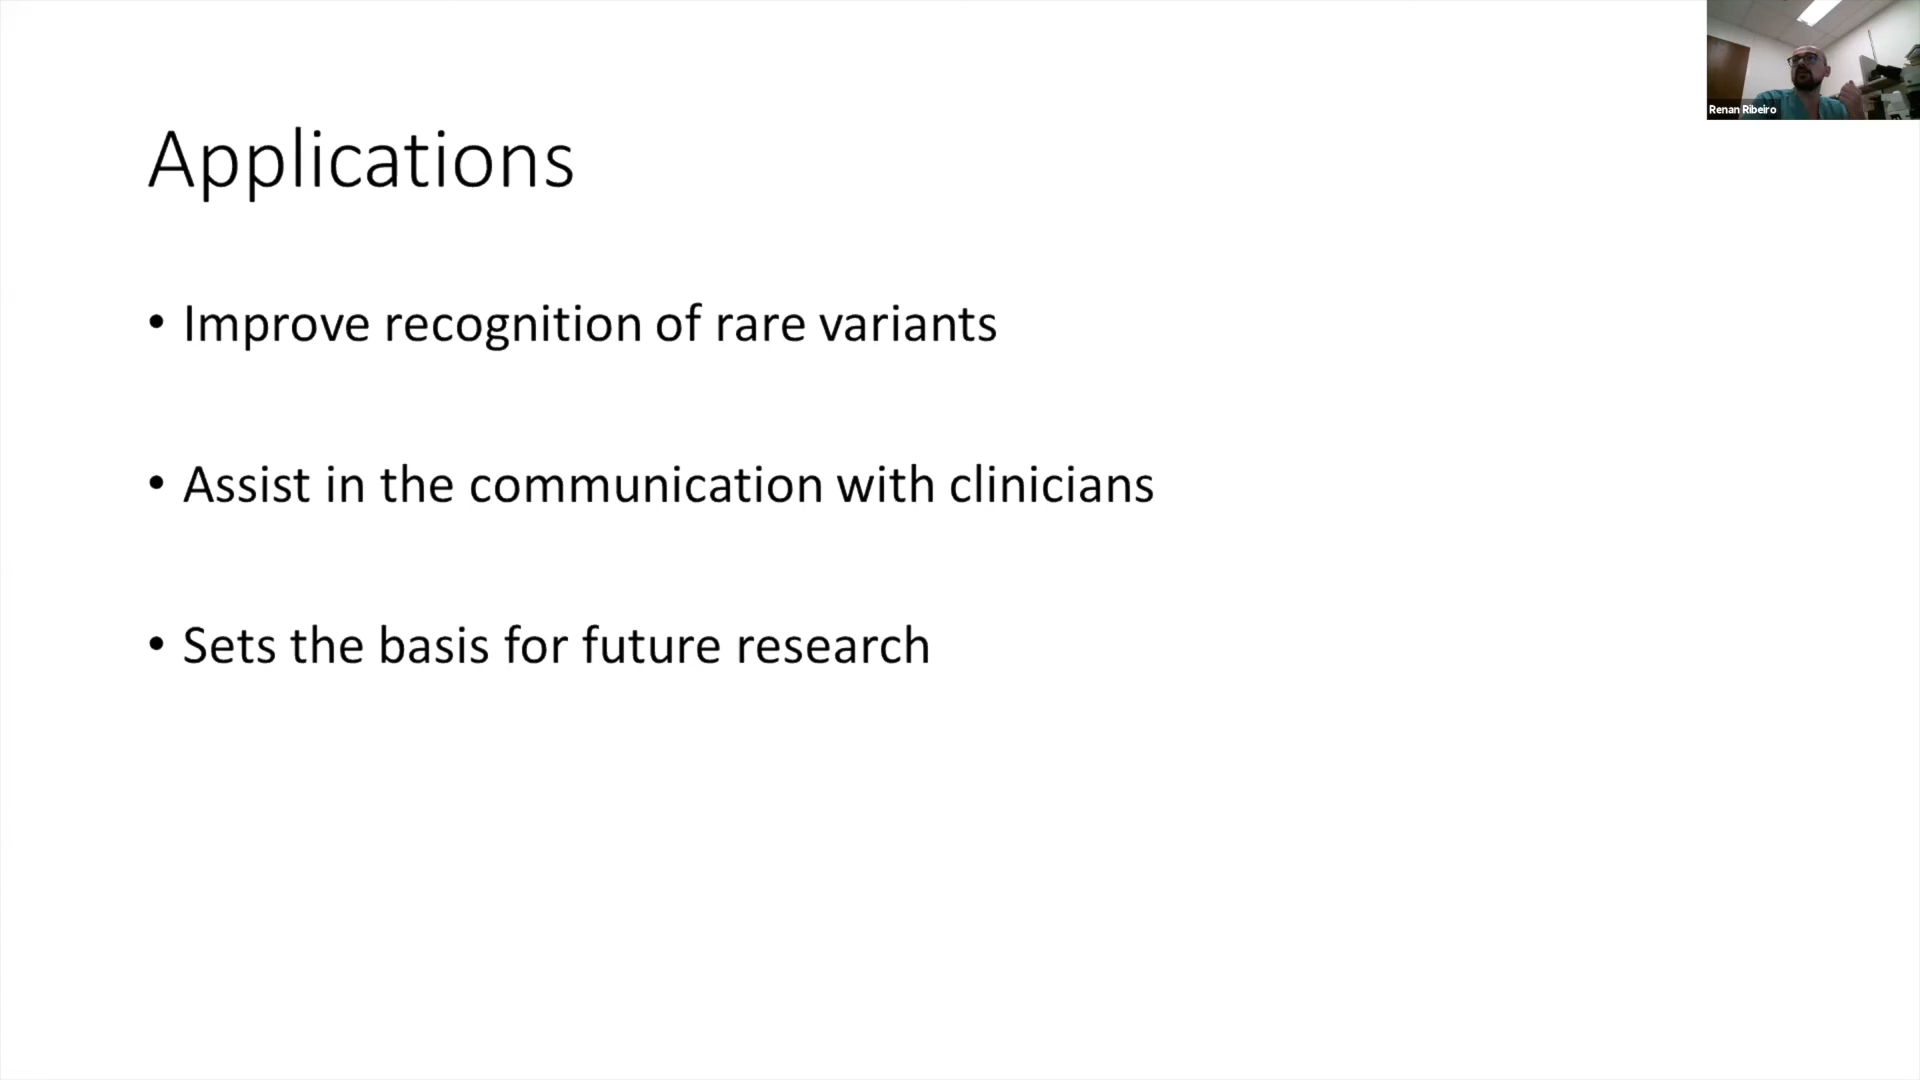 Renan Ribeiro
Applications
• Improve recognition of rare variants
• Assist in the communication with clinicians
• Sets the basis for future research